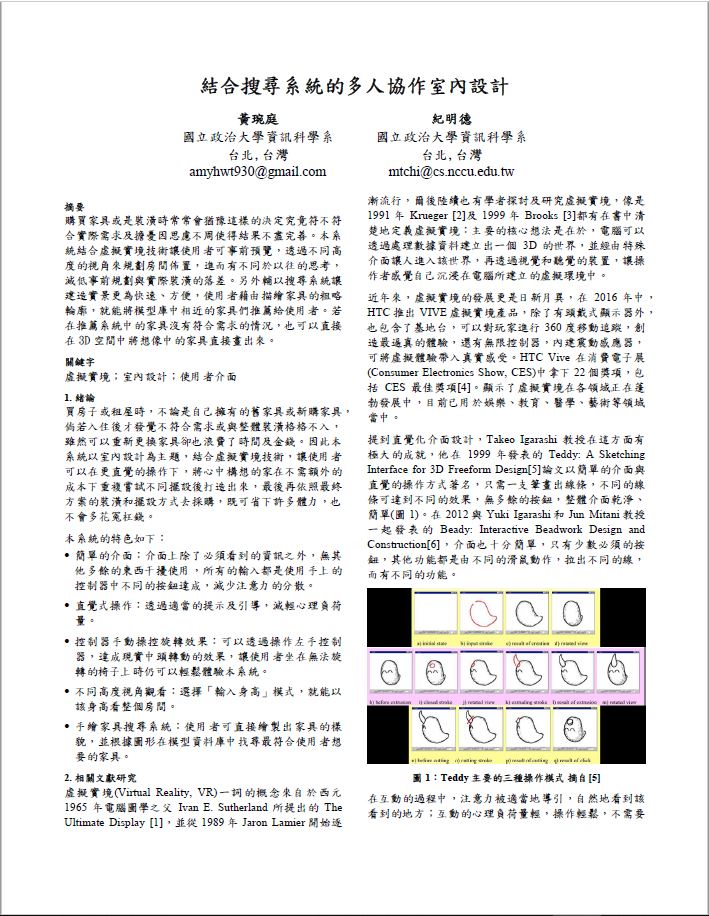 結合搜尋系統的多人協作室內設計
黃琬庭
國立政治大學資訊科學系
台北, 台灣
amyhwt930@gmail.com
紀明德
國立政治大學資訊科學系
台北, 台灣
mtchi@cs.nccu.edu.tw
摘要
購買家具或是裝潢時常常會猶豫這樣的決定究竟符不符
合實際需求及擔憂因思慮不周使得結果不盡完善。本系
統結合虛擬實境技術讓使用者可事前預覽，透過不同高
度的視角來規劃房間佈置，進而有不同於以往的思考，
減低事前規劃與實際裝潢的落差。另外輔以搜尋系統讓
建造實景更為快速、方便，使用者藉由描繪家具的粗略
輪廓，就能將模型庫中相近的家具們推薦給使用者。若
在推薦系統中的家具沒有符合需求的情況，也可以直接
在 3D 空間中將想像中的家具直接畫出來。
關鍵字
虛擬實境；室內設計；使用者介面
1. 緒論
買房子或租屋時，不論是自己擁有的舊家具或新購家具，
倘若入住後才發覺不符合需求或與整體裝潢格格不入，
雖然可以重新更換家具卻也浪費了時間及金錢。因此本
系統以室內設計為主題，結合虛擬實境技術，讓使用者
可以在更直覺的操作下，將心中構想的家在不需額外的
成本下重複嘗試不同擺設後打造出來，最後再依照最終
方案的裝潢和擺設方式去採購，既可省下許多體力，也
不會多花冤枉錢。
本系統的特色如下：
• 簡單的介面：介面上除了必須看到的資訊之外，無其
他多餘的東西干擾使用，所有的輸入都是使用手上的
控制器中不同的按鈕達成，減少注意力的分散。
• 直覺式操作：透過適當的提示及引導，減輕心理負荷
量。
• 控制器手動操控旋轉效果：可以透過操作左手控制
器，達成現實中頭轉動的效果，讓使用者坐在無法旋
轉的椅子上時仍可以輕鬆體驗本系統。
• 不同高度視角觀看：選擇「輸入身高」模式，就能以
該身高看整個房間。
• 手繪家具搜尋系統：使用者可直接繪製出家具的樣
貌，並根據圖形在模型資料庫中找尋最符合使用者想
要的家具。
2. 相關文獻研究
虛擬實境(Virtual Reality, VR)一詞的概念來自於西元
1965 年電腦圖學之父 Ivan E. Sutherland 所提出的 The
Ultimate Display [1]，並從 1989 年 Jaron Lamier 開始逐
漸流行，爾後陸續也有學者探討及研究虛擬實境，像是
1991 年 Krueger [2]及 1999 年 Brooks [3]都有在書中清
楚地定義虛擬實境：主要的核心想法是在於，電腦可以
透過處理數據資料建立出一個 3D 的世界，並經由特殊
介面讓人進入該世界，再透過視覺和聽覺的裝置，讓操
作者感覺自己沉浸在電腦所建立的虛擬環境中。
近年來，虛擬實境的發展更是日新月異，在 2016 年中，
HTC 推出 VIVE 虛擬實境產品，除了有頭戴式顯示器外，
也包含了基地台，可以對玩家進行 360 度移動追蹤，創
造最逼真的體驗，還有無限控制器，內建震動感應器，
可將虛擬體驗帶入真實感受。HTC Vive 在消費電子展
(Consumer Electronics Show, CES)中拿下 22 個獎項，包
括 CES 最佳獎項[4]。顯示了虛擬實境在各領域正在蓬
勃發展中，目前已用於娛樂、教育、醫學、藝術等領域
當中。
提到直覺化介面設計，Takeo Igarashi 教授在這方面有
極大的成就，他在 1999 年發表的 Teddy: A Sketching
Interface for 3D Freeform Design[5]論文以簡單的介面與
直覺的操作方式著名，只需一支筆畫出線條，不同的線
條可達到不同的效果，無多餘的按鈕，整體介面乾淨、
簡單(圖 1)。在 2012 與 Yuki Igarashi 和 Jun Mitani 教授
一起發表的 Beady: Interactive Beadwork Design and
Construction[6]，介面也十分簡單，只有少數必須的按
鈕，其他功能都是由不同的滑鼠動作，拉出不同的線，
而有不同的功能。
a) initial state b) input stroke c) result of creation d) rotated view
h) before extrusion i) closed stroke j) rotated view k) extruding stroke l) result of extrusion m) rotated view
n) before cutting o) cutting stroke p) result of cutting q) result of click
圖 1：Teddy 主要的三種操作模式 摘自[5]
在互動的過程中，注意力被適當地導引，自然地看到該
看到的地方；互動的心理負荷量輕，操作輕鬆，不需要